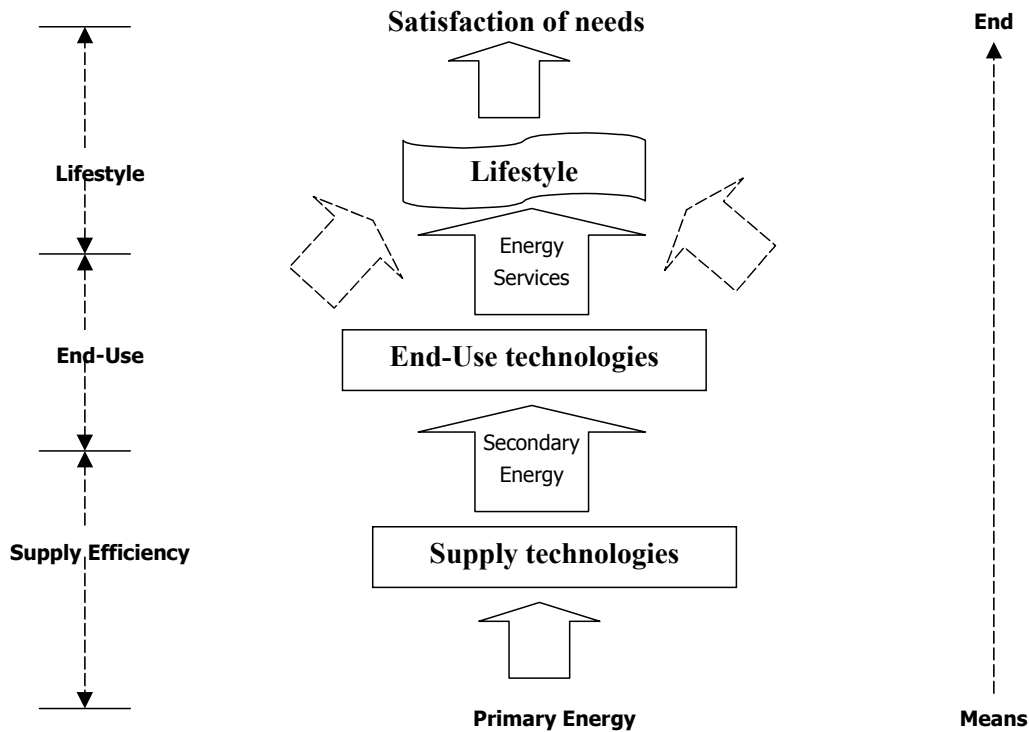 Satisfaction of needs
End
Lifestyle
Lifestyle
Energy
Services
End-Use
End-Use technologies
Secondary
Energy
Supply Efficiency
Supply technologies
Primary Energy
Means